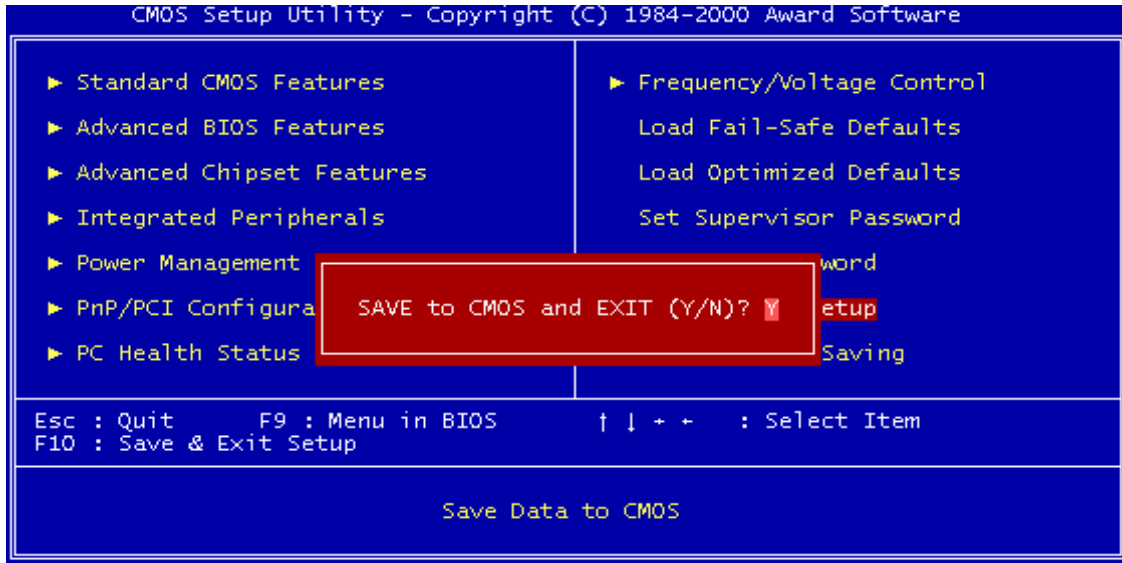 CMOS Setup Utility – Copyright (C) 1984–2000 Award Software
► Standard CMOS Features
► Advanced BIOS Features
► Advanced Chipset Features
► Integrated Peripherals
► Power Management
► PnP/PCI Configura
► PC Health Status
► Frequency/Voltage Control
Load Fail–Safe Defaults
Load Optimized Defaults
Set Supervisor Password
word
etup
Saving
SAVE to CMOS and EXIT (Y/N)? Y
Esc : Quit F9 : Menu in BIOS ↑ ↓ + ← : Select Item
F10 : Save & Exit Setup
Save Data to CMOS